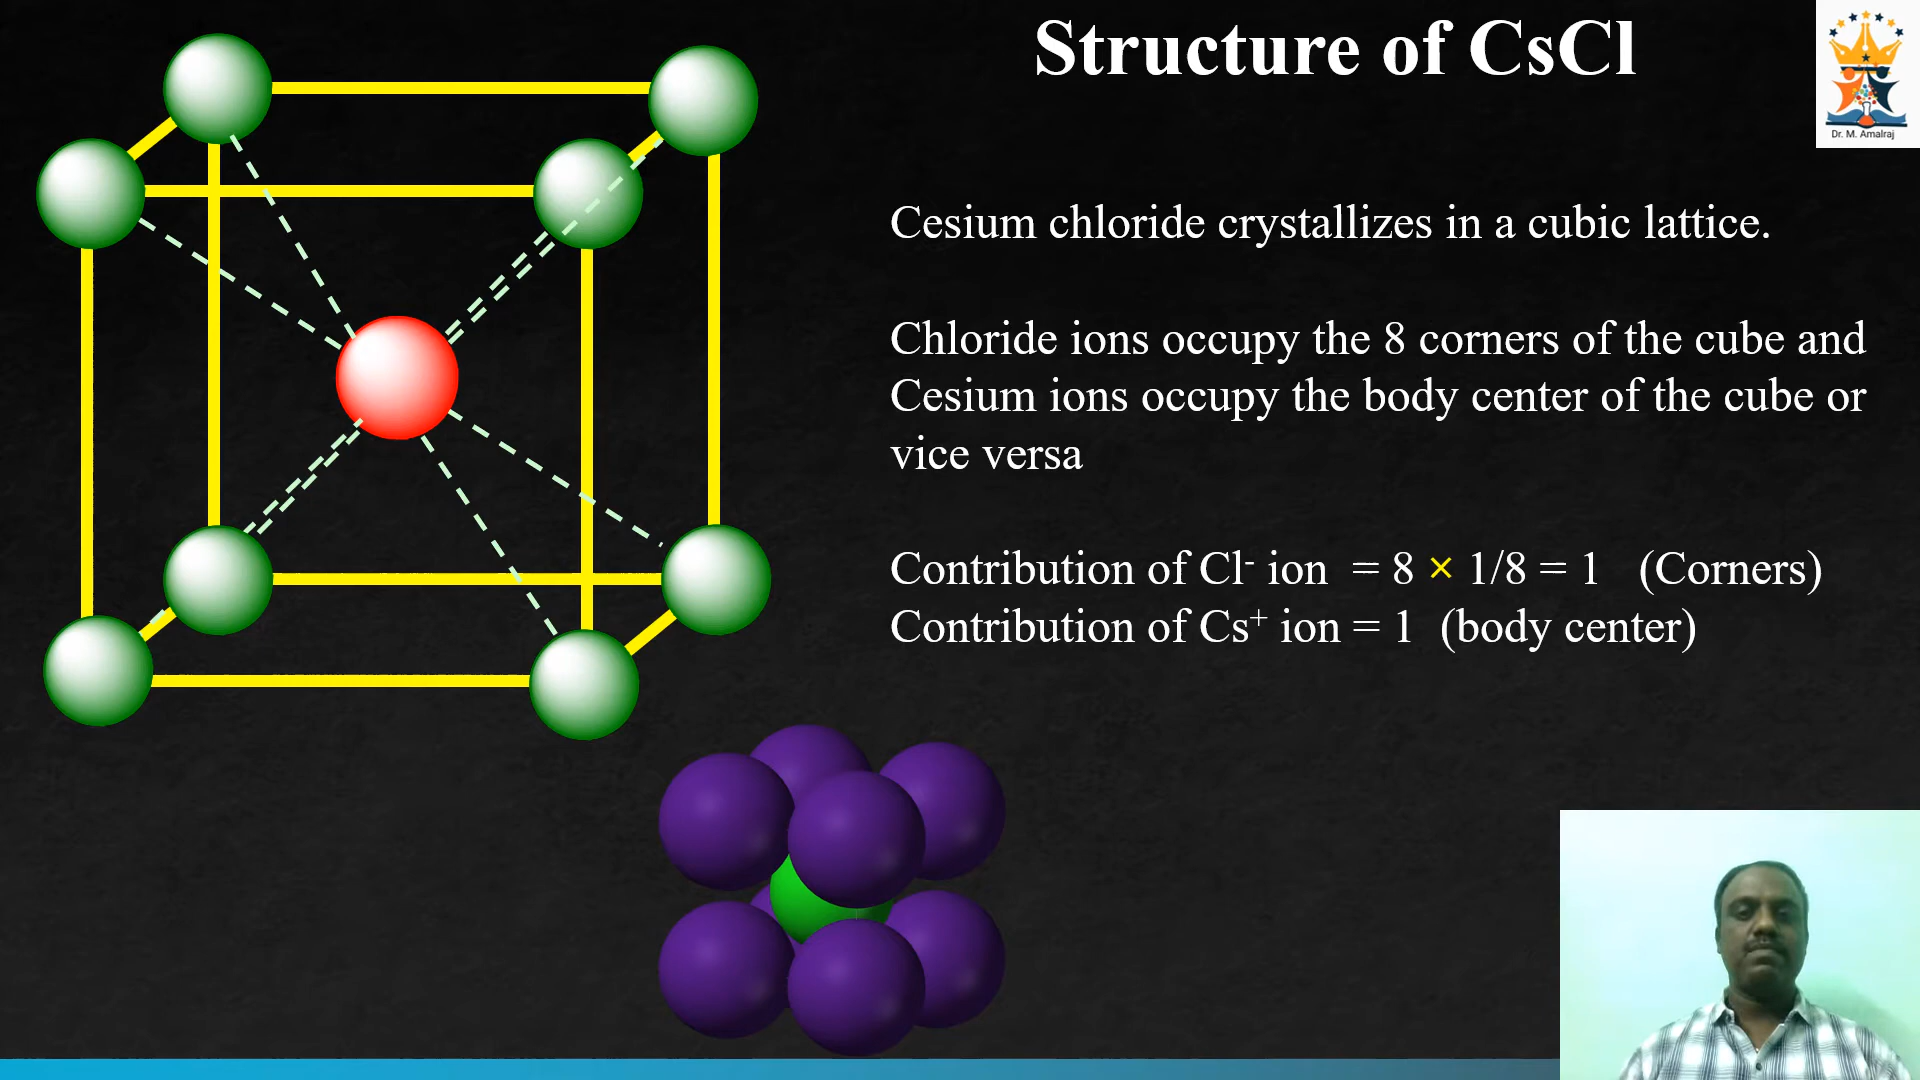 Structure of CsCl
Dr. M. Amalraj
Cesium chloride crystallizes in a cubic lattice.
Chloride ions occupy the 8 corners of the cube and
Cesium ions occupy the body center of the cube or
vice versa
Contribution of Cl⁻ ion = 8 × 1/8 = 1 (Corners)
Contribution of Cs⁺ ion = 1 (body center)